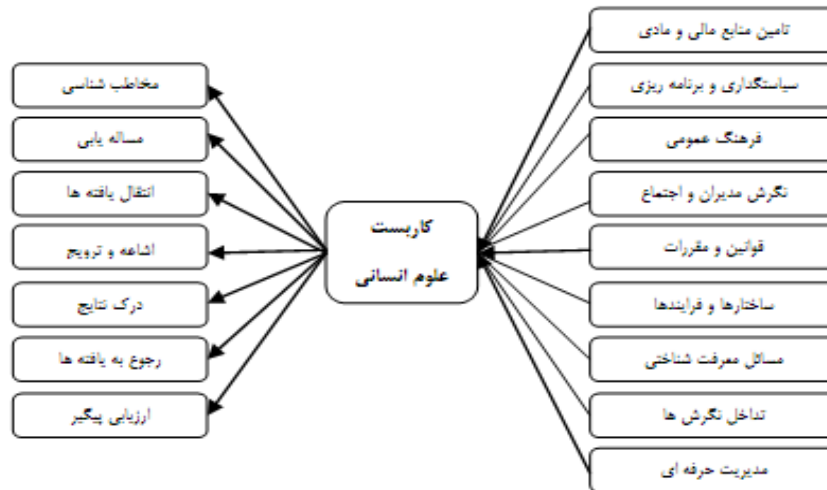 تامین منابع مالی و مادی
سیاستگذاری و برنامه ریزی
فرهنگ عمومی
نگرش مدیران و اجتماع
قوانین و مقررات
ساختارها و فرایندها
مسائل معرفت شناختی
تداخل نگرش ها
مدیریت حرفه ای
کاربست
علوم انسانی
مخاطب شناسی
مساله یابی
انتقال یافته ها
اشاعه و ترویج
درک نتایج
رجوع به یافته ها
ارزیابی پیگیر